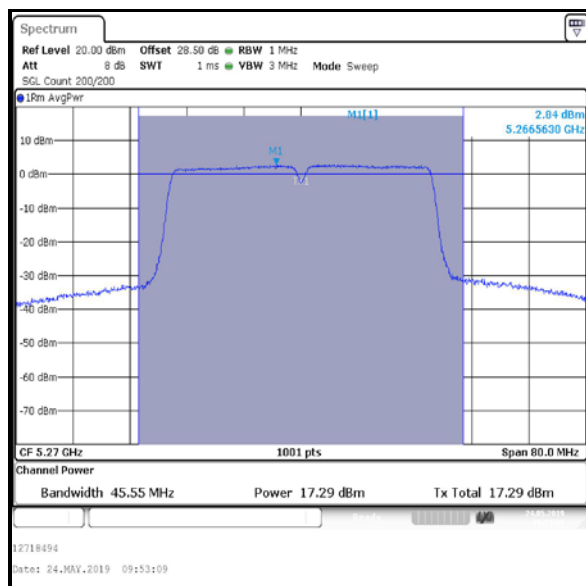 Spectrum
Ref Level 20.00 dBm Offset 28.50 dB RBW 1 MHz
Att 8 dB SWT 1 ms VBW 3 MHz Mode Sweep
SGL Count 200/200
1Rm AvgPwr
M1[1] 2.84 dBm
5.2665630 GHz
10 dBm
M1
0 dBm
-10 dBm
-20 dBm
-30 dBm
-40 dBm
-50 dBm
-60 dBm
-70 dBm
CF 5.27 GHz 1001 pts Span 80.0 MHz
Channel Power
Bandwidth 45.55 MHz Power 17.29 dBm Tx Total 17.29 dBm
24.05.2019
12718494
Date: 24.MAY.2019 09:53:09